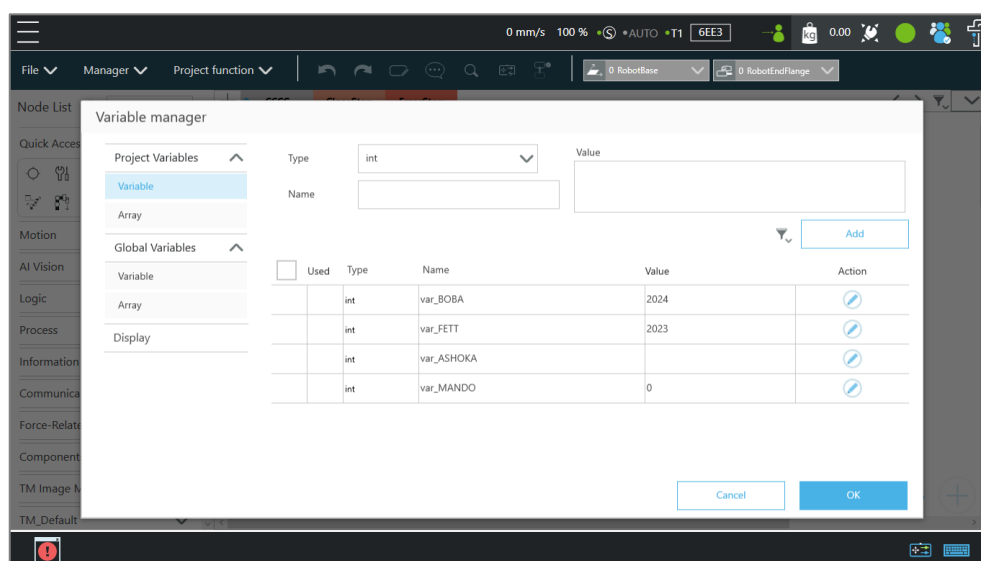 0 mm/s 100 % S AUTO T1 6EE3 kg 0.00
File Manager Project function 0 RobotBase 0 RobotEndFlange
Node List
Variable manager
Quick Acces
Project Variables
Type int
Value
Variable
Name
Array
Motion
Global Variables
Add
AI Vision
Variable
Used Type Name Value Action
Logic
Array
int var_BOBA 2024
Process
int var_FETT 2023
Display
Information
int var_ASHOKA
Communica
int var_MANDO 0
Force-Relate
Component
TM Image M
Cancel OK
TM_Default